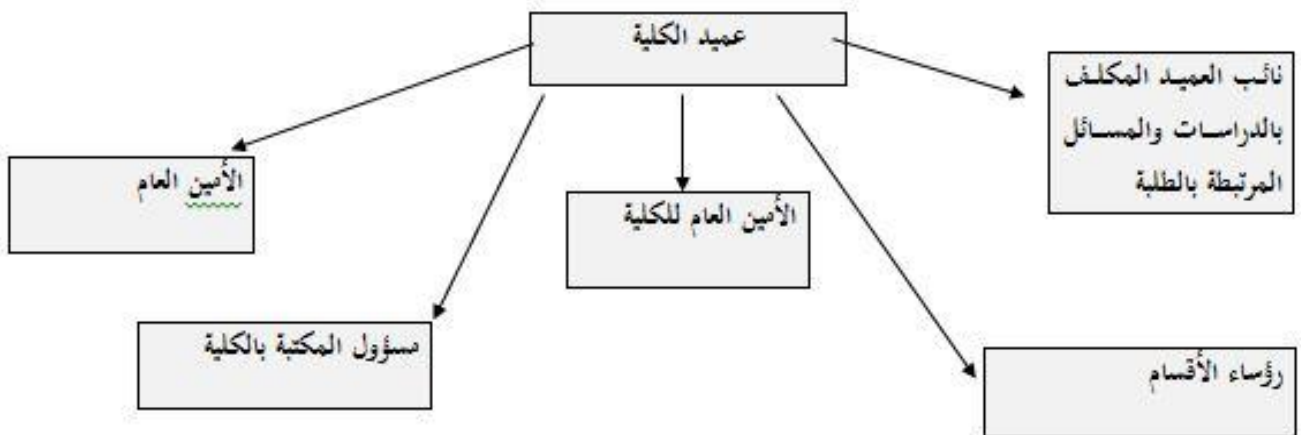 عميد الكلية
نائب العميد المكلف
بالدراسات والمسائل
المرتبطة بالطلبة
الأمين العام
الأمين العام للكلية
مسؤول المكتبة بالكلية
رؤساء الأقسام